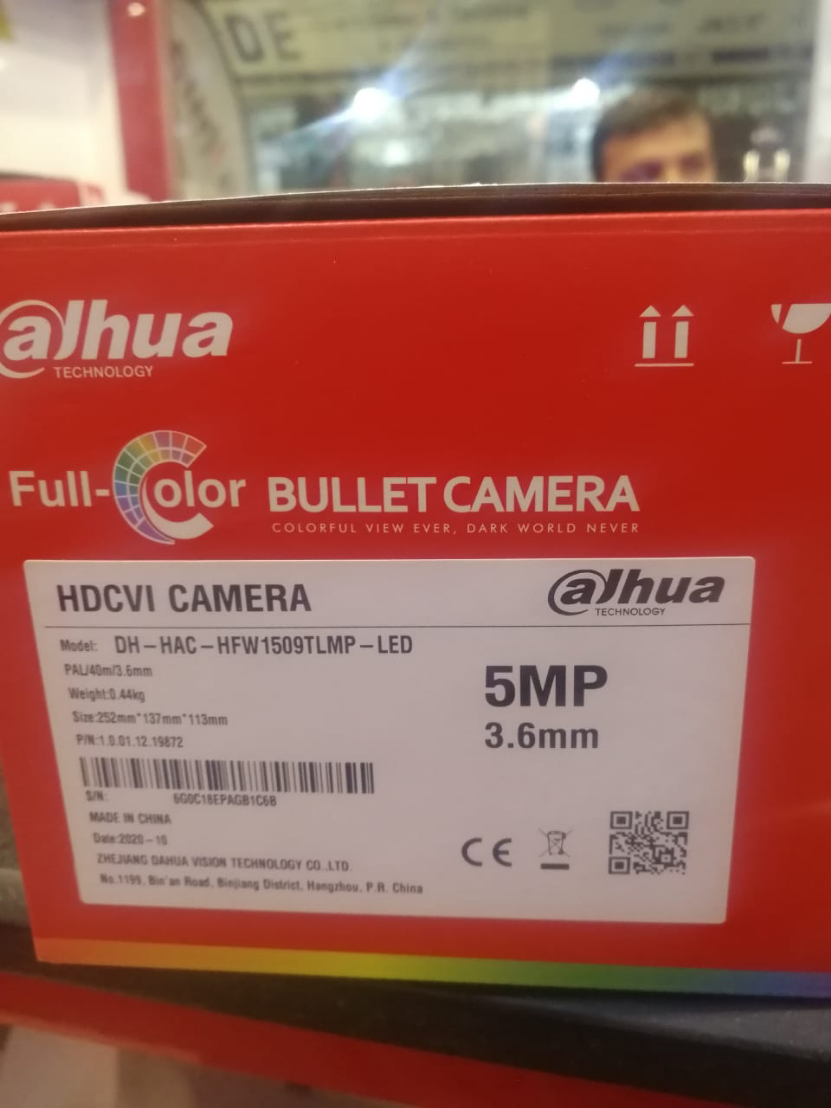 DE
alhua
TECHNOLOGY
Full-Color BULLET CAMERA
COLORFUL VIEW EVER, DARK WORLD NEVER
HDCVI CAMERA
alhua
TECHNOLOGY
Model: DH-HAC-HFW1509TLMP-LED
PAL/40m/3.6mm
Weight:0.44kg
Size:252mm*137mm*113mm
P/N:1.0.01.12.19872
5MP
3.6mm
S/N: 6G0C18EPAGB1C6B
MADE IN CHINA
Date:2020-10
ZHEJIANG DAHUA VISION TECHNOLOGY CO.,LTD.
No.1199, Bin'an Road, Binjiang District, Hangzhou, P.R. China
CE